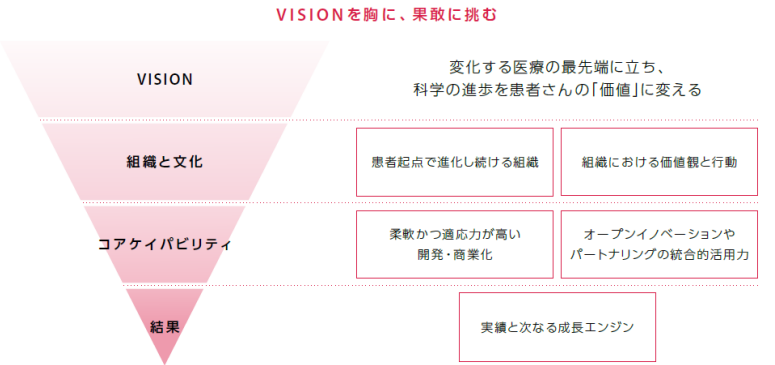 VISIONを胸に、果敢に挑む
VISION
変化する医療の最先端に立ち、
科学の進歩を患者さんの「価値」に変える
組織と文化
患者起点で進化し続ける組織
組織における価値観と行動
コアケイパビリティ
柔軟かつ適応力が高い
開発・商業化
オープンイノベーションや
パートナリングの統合的活用力
結果
実績と次なる成長エンジン